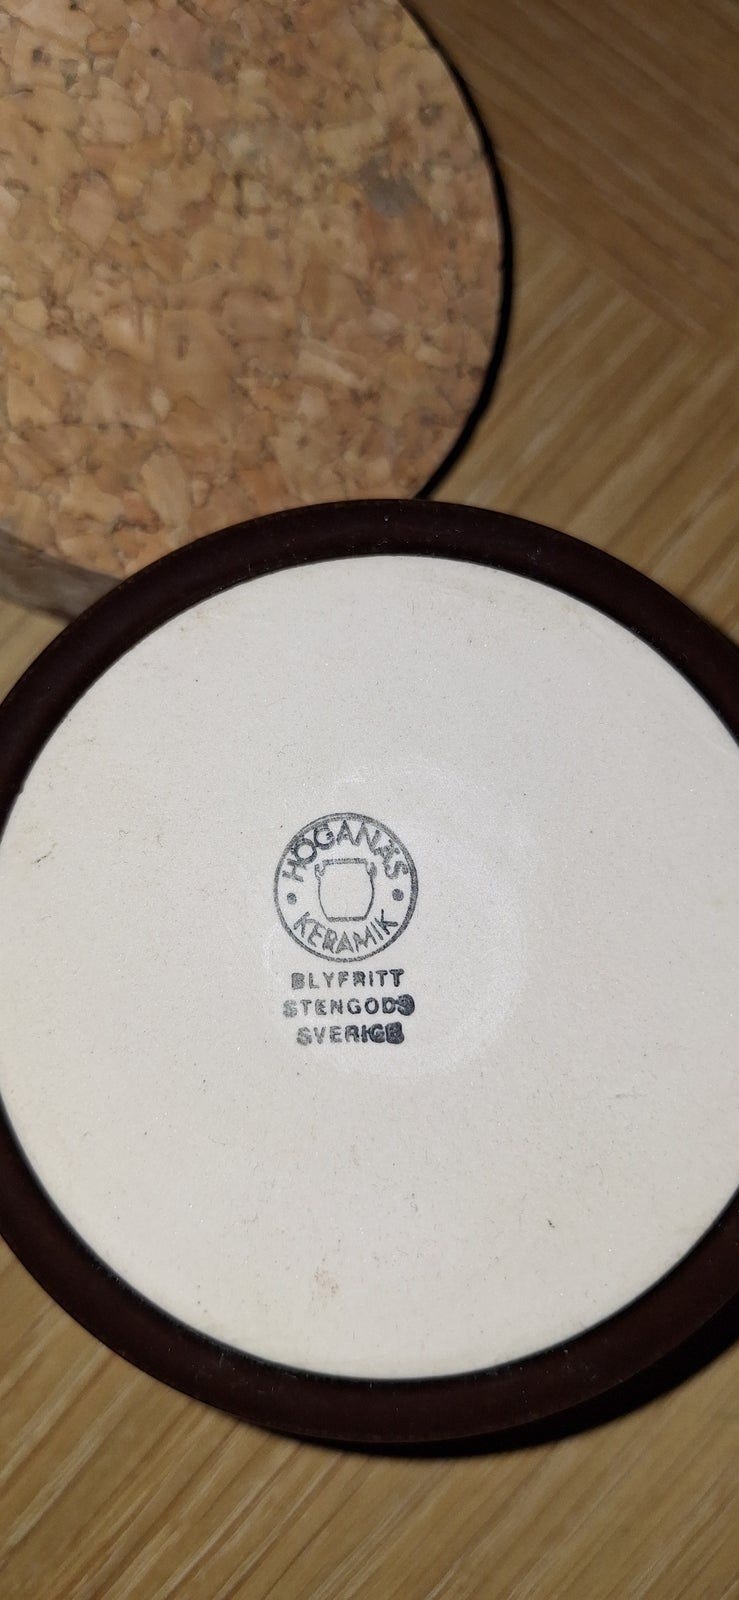 HÖGANÄS
KERAMIK
BLYFRITT
STENGODS
SVERIGE